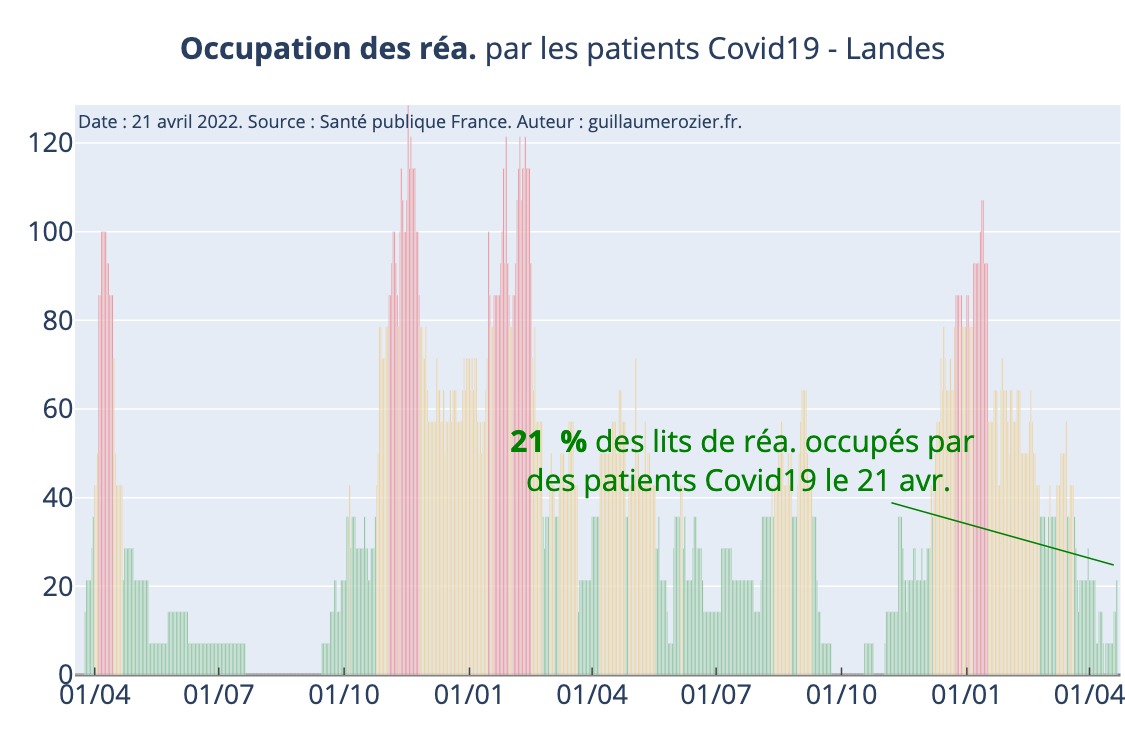 Occupation des réa. par les patients Covid19 - Landes
Date : 21 avril 2022. Source : Santé publique France. Auteur : guillaumerozier.fr.
120
100
80
60
40
20
0
21 % des lits de réa. occupés par
des patients Covid19 le 21 avr.
01/04 01/07 01/10 01/01 01/04 01/07 01/10 01/01 01/04